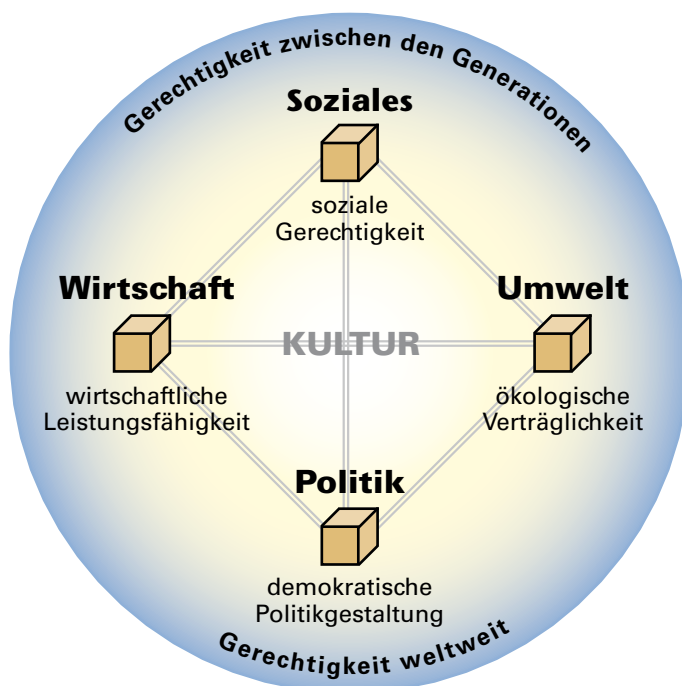 Gerechtigkeit zwischen den Generationen
Soziales
soziale
Gerechtigkeit
Wirtschaft
wirtschaftliche
Leistungsfähigkeit
KULTUR
Umwelt
ökologische
Verträglichkeit
Politik
demokratische
Politikgestaltung
Gerechtigkeit weltweit